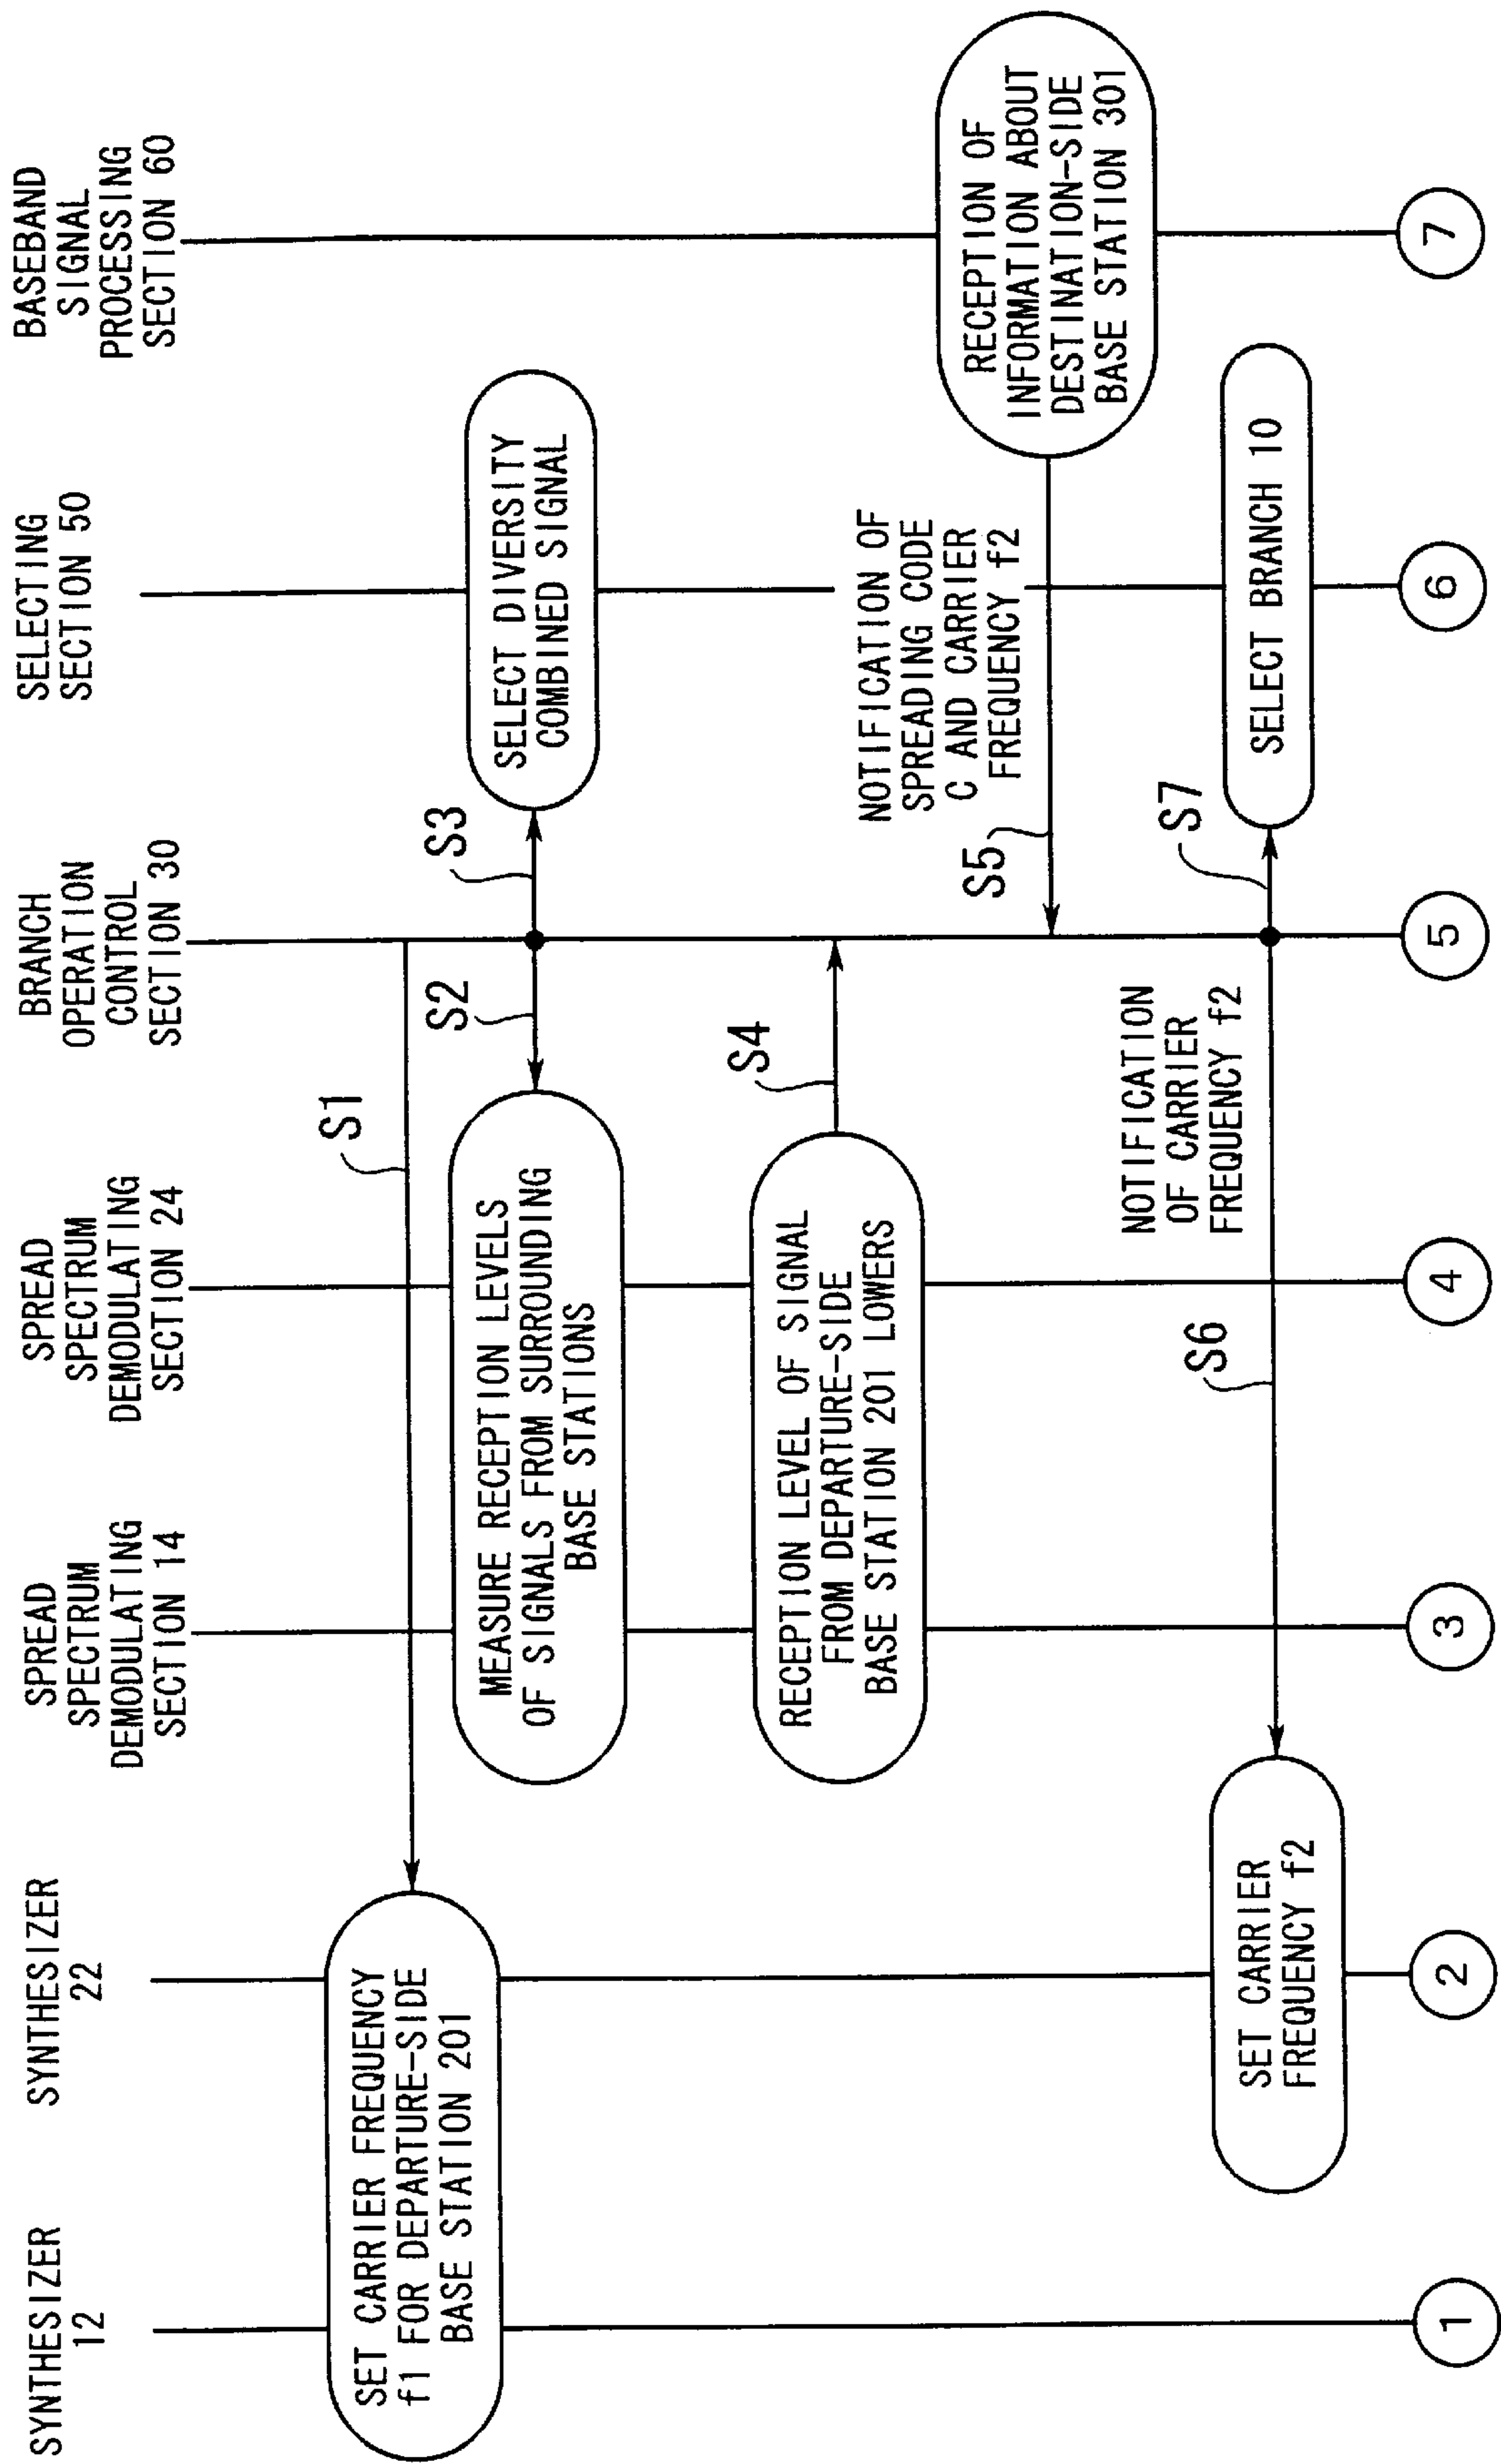 SYNTHESIZER
12
SYNTHESIZER
22
SPREAD
SPECTRUM
DEMODULATING
SECTION 14
SPREAD
SPECTRUM
DEMODULATING
SECTION 24
BRANCH
OPERATION
CONTROL
SECTION 30
SELECTING
SECTION 50
BASEBAND
SIGNAL
PROCESSING
SECTION 60
S1
SET CARRIER FREQUENCY
f1 FOR DEPARTURE-SIDE
BASE STATION 201
S2
MEASURE RECEPTION LEVELS
OF SIGNALS FROM SURROUNDING
BASE STATIONS
S3
SELECT DIVERSITY
COMBINED SIGNAL
S4
RECEPTION LEVEL OF SIGNAL
FROM DEPARTURE-SIDE
BASE STATION 201 LOWERS
RECEPTION OF
INFORMATION ABOUT
DESTINATION-SIDE
BASE STATION 301
NOTIFICATION OF
SPREADING CODE
C AND CARRIER
FREQUENCY f2
S5
NOTIFICATION
OF CARRIER
FREQUENCY f2
S6
SET CARRIER
FREQUENCY f2
S7
SELECT BRANCH 10
1
2
3
4
5
6
7